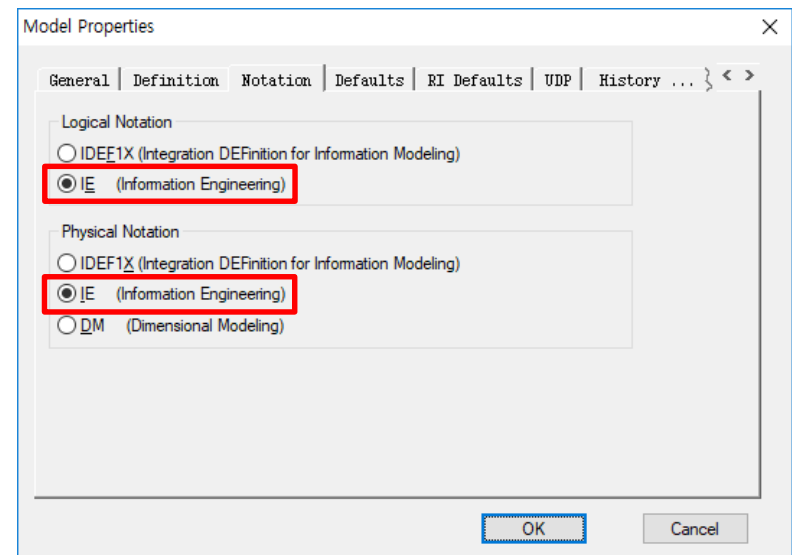 Model Properties
General Definition Notation Defaults RI Defaults UDP History ...
Logical Notation
IDEF1X (Integration DEFinition for Information Modeling)
IE (Information Engineering)
Physical Notation
IDEF1X (Integration DEFinition for Information Modeling)
IE (Information Engineering)
DM (Dimensional Modeling)
OK Cancel